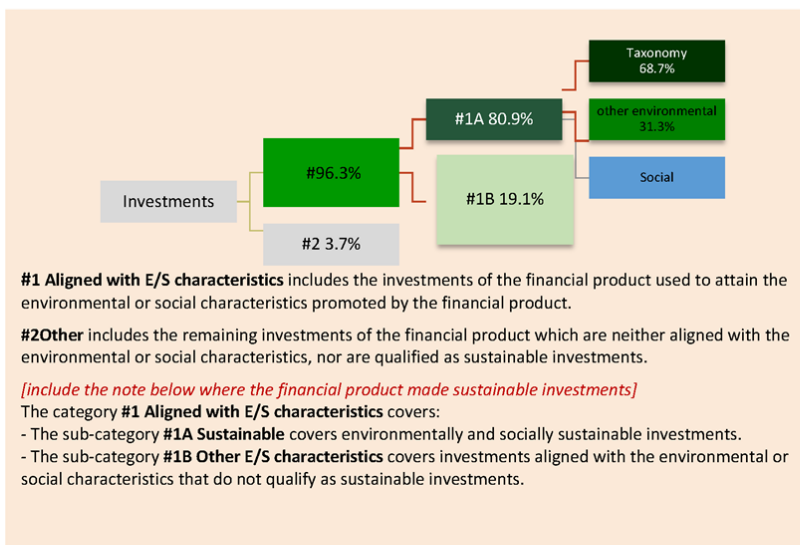 Taxonomy
68.7%
other environmental
31.3%
#1A 80.9%
#96.3%
Social
Investments
#1B 19.1%
#2 3.7%
#1 Aligned with E/S characteristics includes the investments of the financial product used to attain the
environmental or social characteristics promoted by the financial product.
#2Other includes the remaining investments of the financial product which are neither aligned with the
environmental or social characteristics, nor are qualified as sustainable investments.
[include the note below where the financial product made sustainable investments]
The category #1 Aligned with E/S characteristics covers:
- The sub-category #1A Sustainable covers environmentally and socially sustainable investments.
- The sub-category #1B Other E/S characteristics covers investments aligned with the environmental or
social characteristics that do not qualify as sustainable investments.